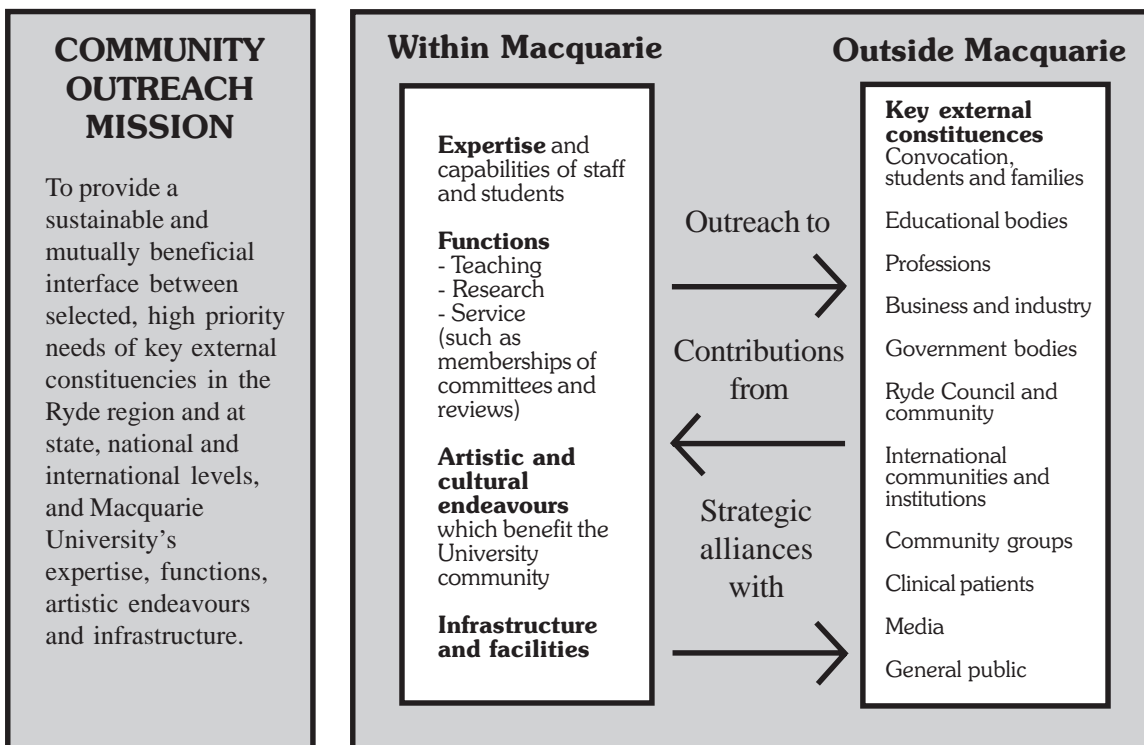 COMMUNITY
OUTREACH
MISSION
To provide a
sustainable and
mutually beneficial
interface between
selected, high priority
needs of key external
constituencies in the
Ryde region and at
state, national and
international levels,
and Macquarie
University's
expertise, functions,
artistic endeavours
and infrastructure.
Within Macquarie
Expertise and
capabilities of staff
and students
Functions
- Teaching
- Research
- Service
(such as
memberships of
committees and
reviews)
Artistic and
cultural
endeavours
which benefit the
University
community
Infrastructure
and facilities
Outreach to
Contributions
from
Strategic
alliances
with
Outside Macquarie
Key external
constituences
Convocation,
students and families
Educational bodies
Professions
Business and industry
Government bodies
Ryde Council and
community
International
communities and
institutions
Community groups
Clinical patients
Media
General public